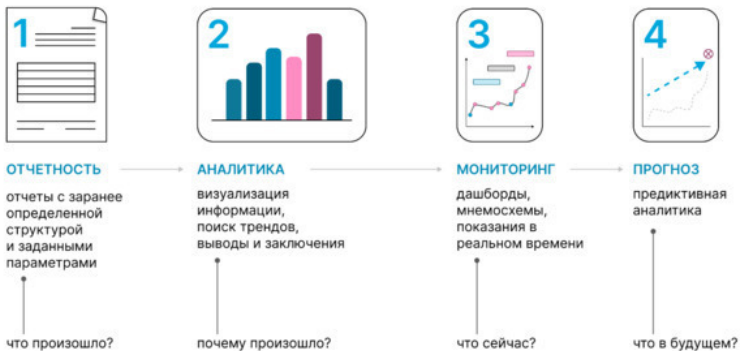 1
2
3
4
ОТЧЕТНОСТЬ
отчеты с заранее
определенной
структурой
и заданными
параметрами
что произошло?
АНАЛИТИКА
визуализация
информации,
поиск трендов,
выводы и заключения
почему произошло?
МОНИТОРИНГ
дашборды,
мнемосхемы,
показания в
реальном времени
что сейчас?
ПРОГНОЗ
предиктивная
аналитика
что в будущем?